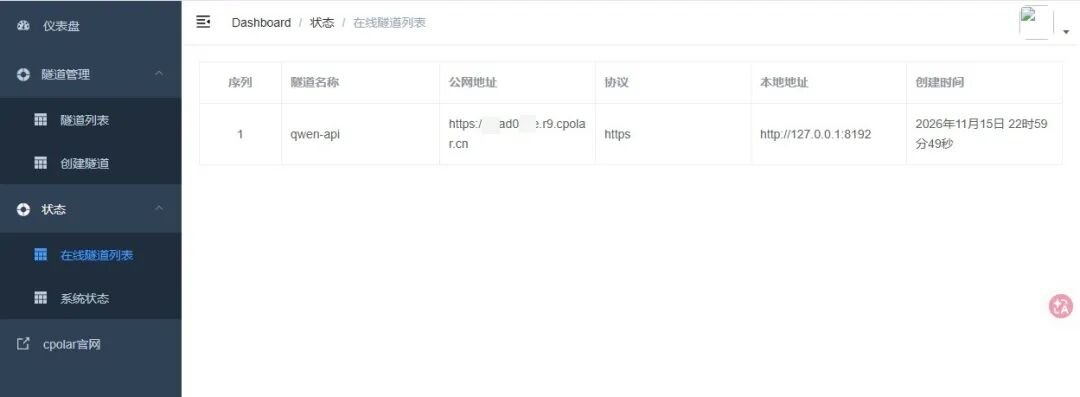 仪表盘
隧道管理
隧道列表
创建隧道
状态
在线隧道列表
系统状态
cpolar官网
Dashboard / 状态 / 在线隧道列表
序列 隧道名称 公网地址 协议 本地地址 创建时间
1 qwen-api https:/ ad0 e.r9.cpola https http://127.0.0.1:8192 2026年11月15日 22时59
r.cn 分49秒